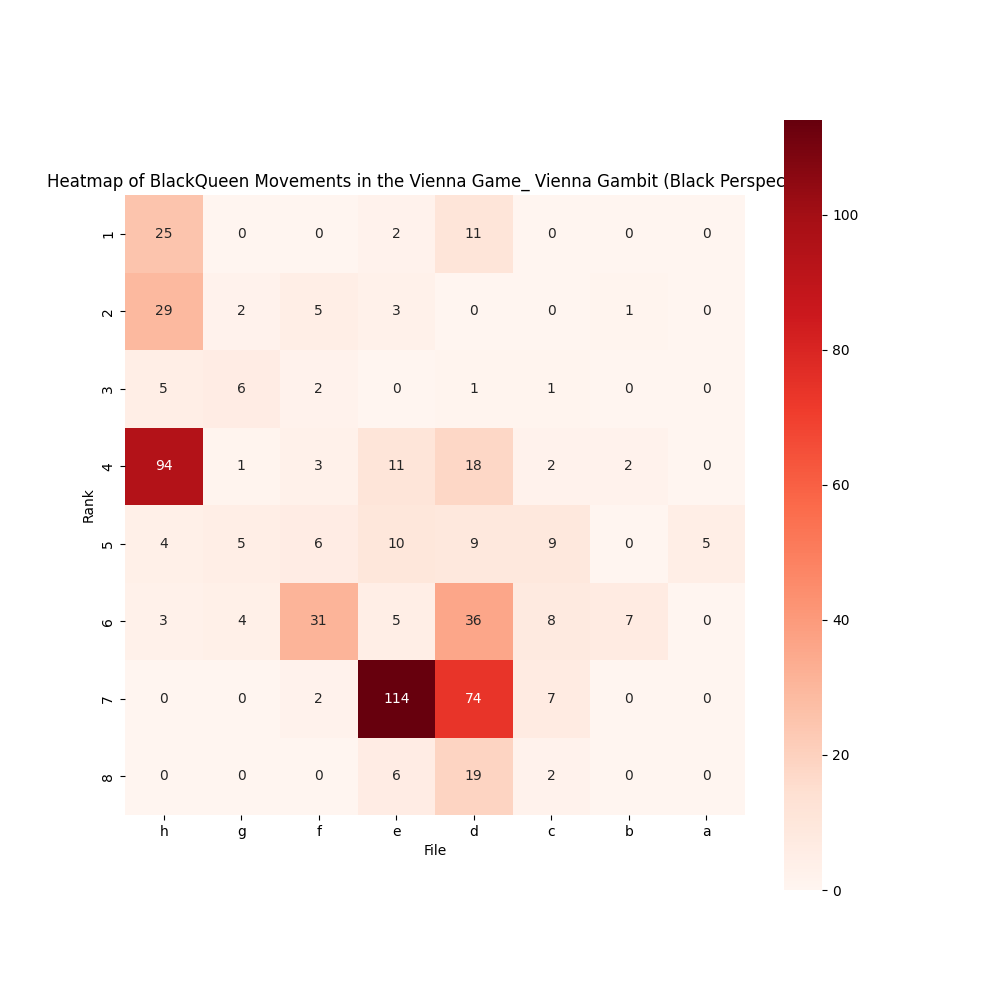 Heatmap of BlackQueen Movements in the Vienna Game_ Vienna Gambit (Black Perspec
1 25 0 0 2 11 0 0 0
2 29 2 5 3 0 0 1 0
3 5 6 2 0 1 1 0 0
4 94 1 3 11 18 2 2 0
5 4 5 6 10 9 9 0 5
6 3 4 31 5 36 8 7 0
7 0 0 2 114 74 7 0 0
8 0 0 0 6 19 2 0 0
h g f e d c b a
File
Rank
100
80
60
40
20
0